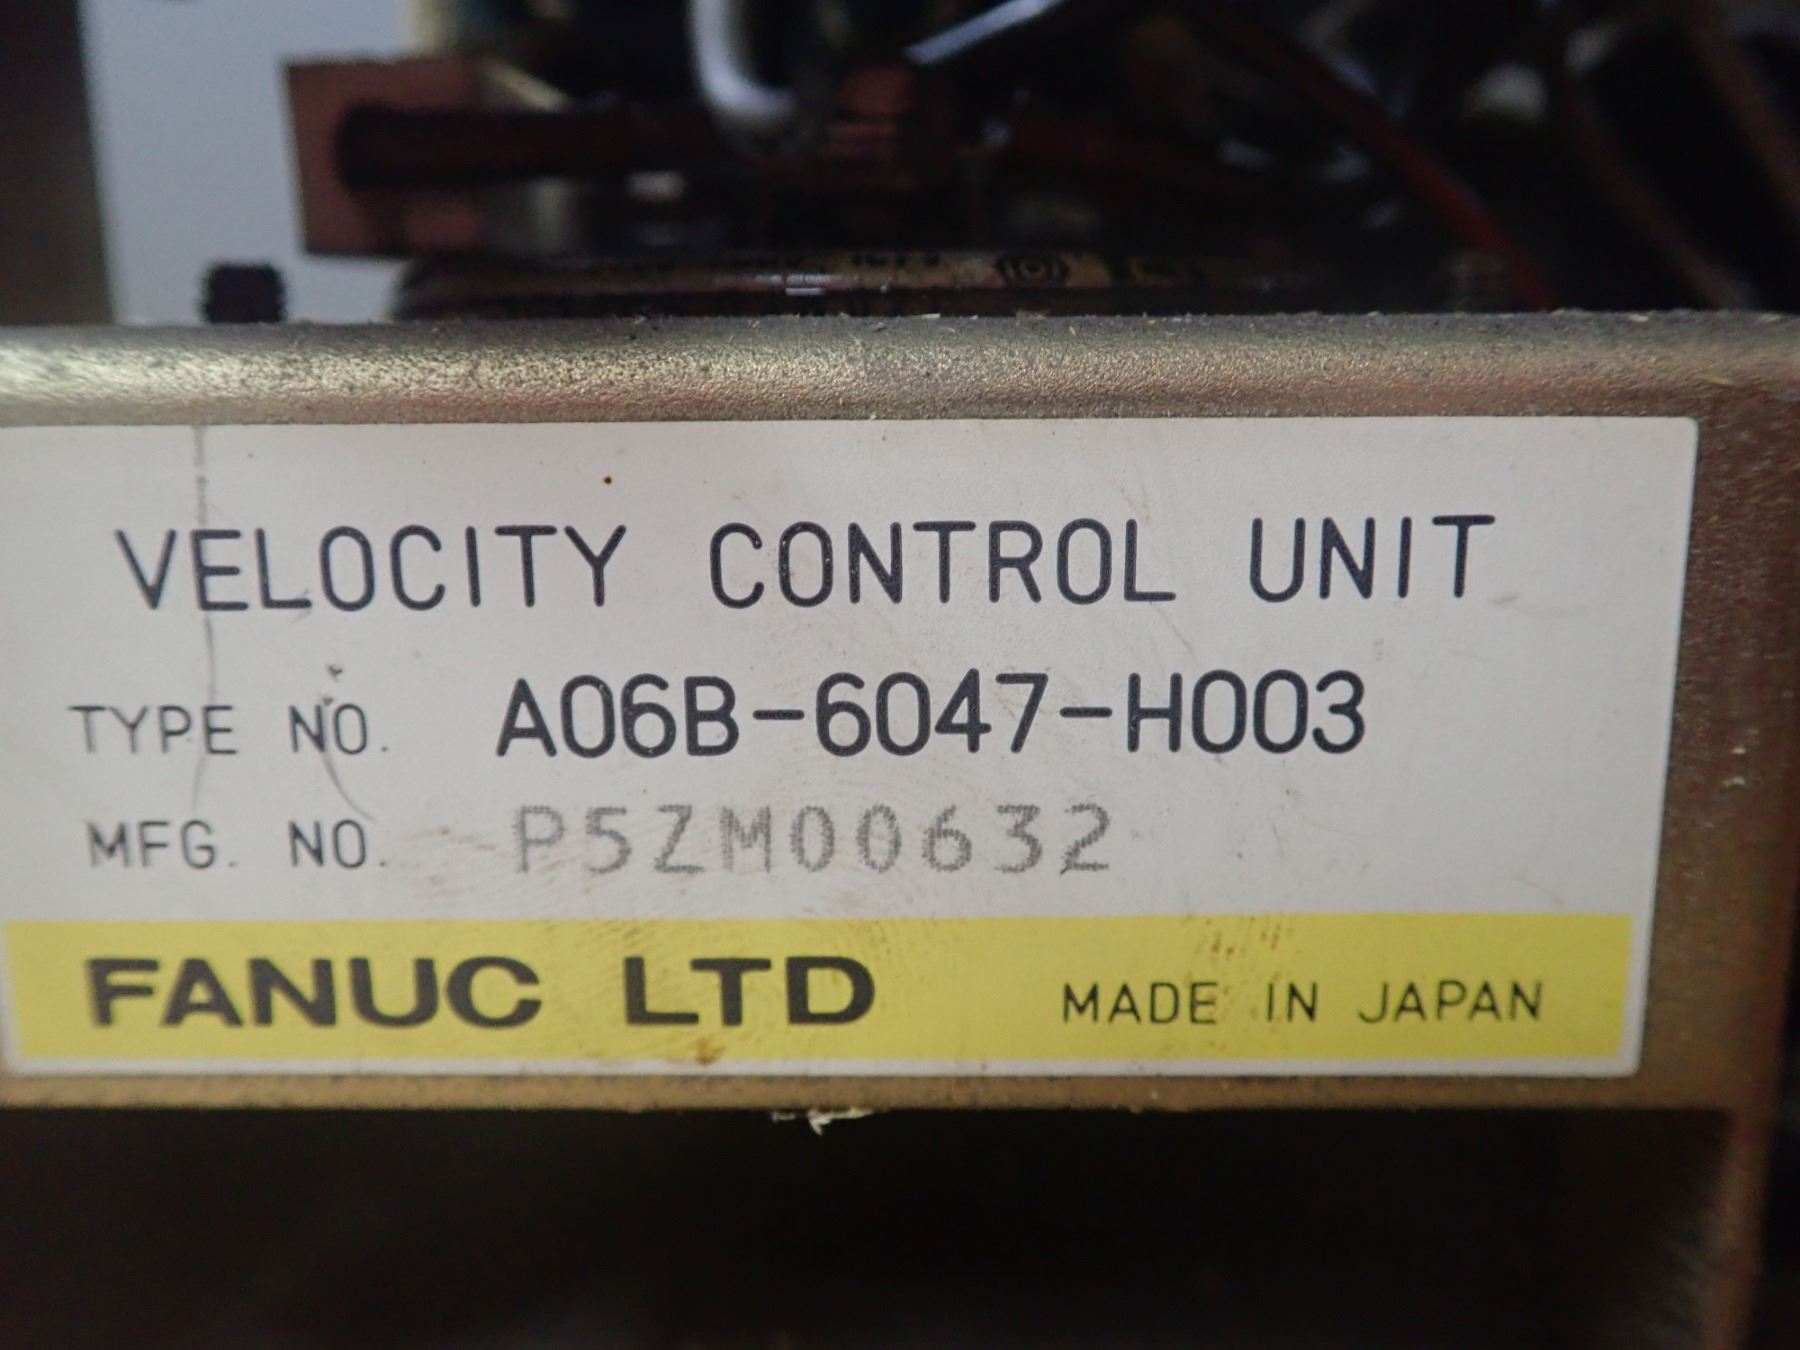 VELOCITY CONTROL UNIT
TYPE NO. A06B-6047-H003
MFG. NO. P5ZM00632
FANUC LTD MADE IN JAPAN